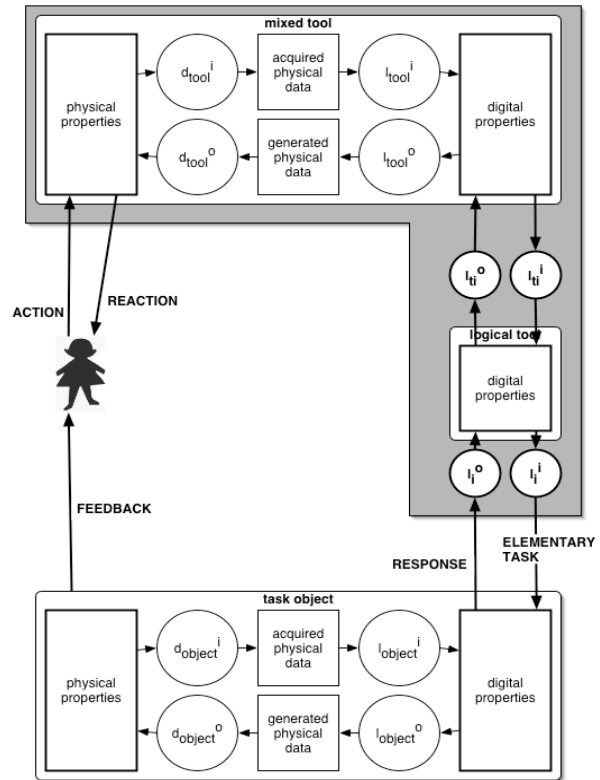 mixed tool
physical
properties
d_tool^i
acquired
physical
data
l_tool^i
digital
properties
d_tool^o
generated
physical
data
l_tool^o
ACTION
REACTION
l_ti^o
l_ti^i
logical tool
digital
properties
l_i^o
l_i^i
FEEDBACK
RESPONSE
ELEMENTARY
TASK
task object
physical
properties
d_object^i
acquired
physical
data
l_object^i
digital
properties
d_object^o
generated
physical
data
l_object^o